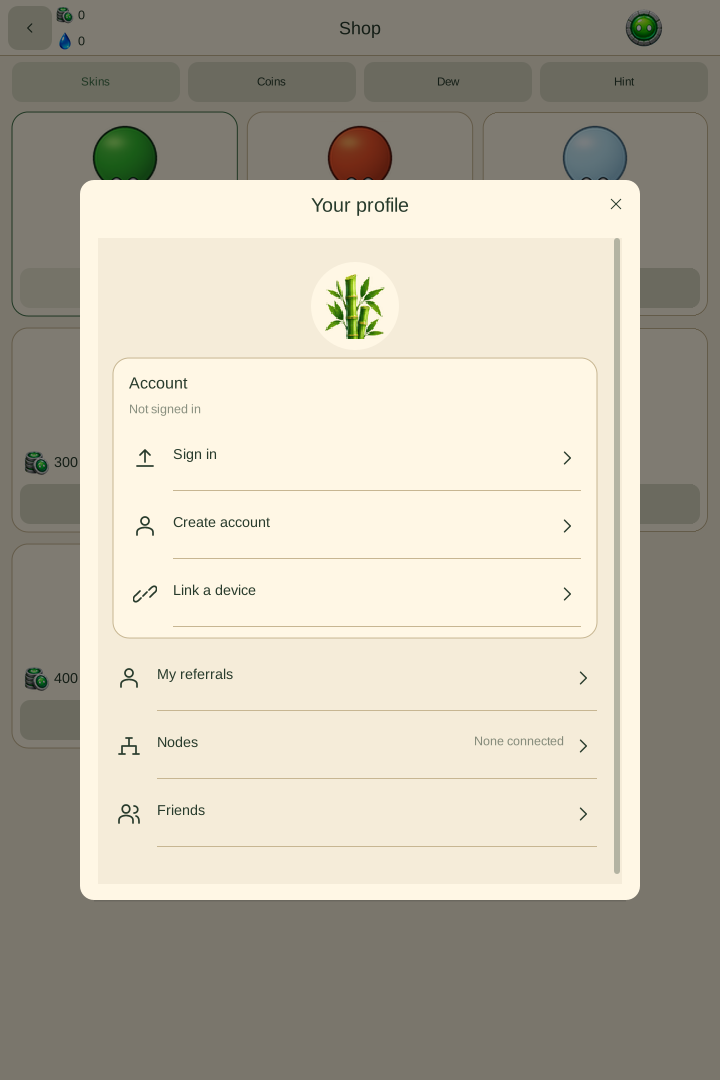 0
0
Shop
Skins
Coins
Dew
Hint
Your profile
Account
Not signed in
Sign in
Create account
Link a device
My referrals
Nodes
None connected
Friends
300
400